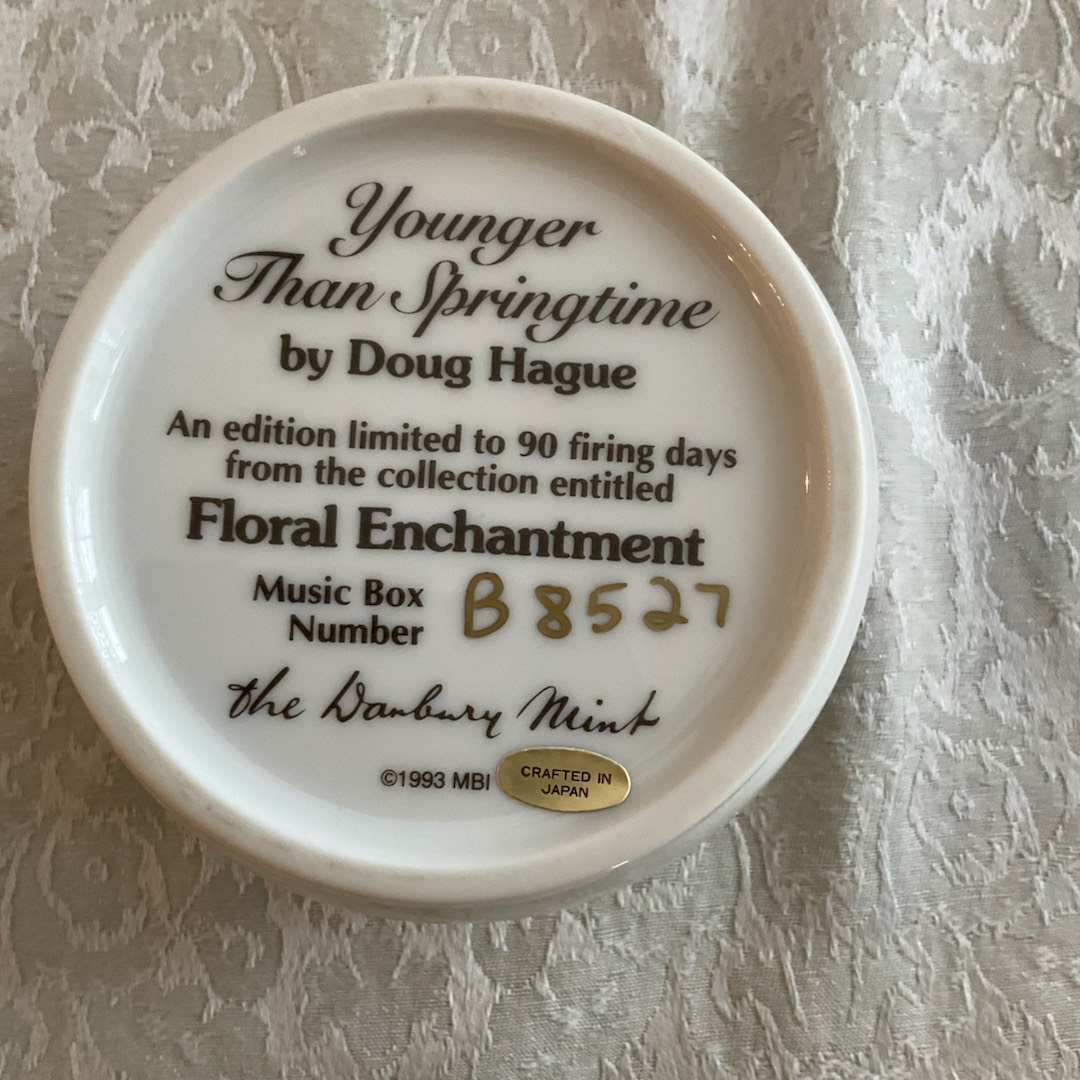 Younger
Than Springtime
by Doug Hague
An edition limited to 90 firing days
from the collection entitled
Floral Enchantment
Music Box
Number B 8527
the Danbury Mint
©1993 MBI
CRAFTED IN
JAPAN